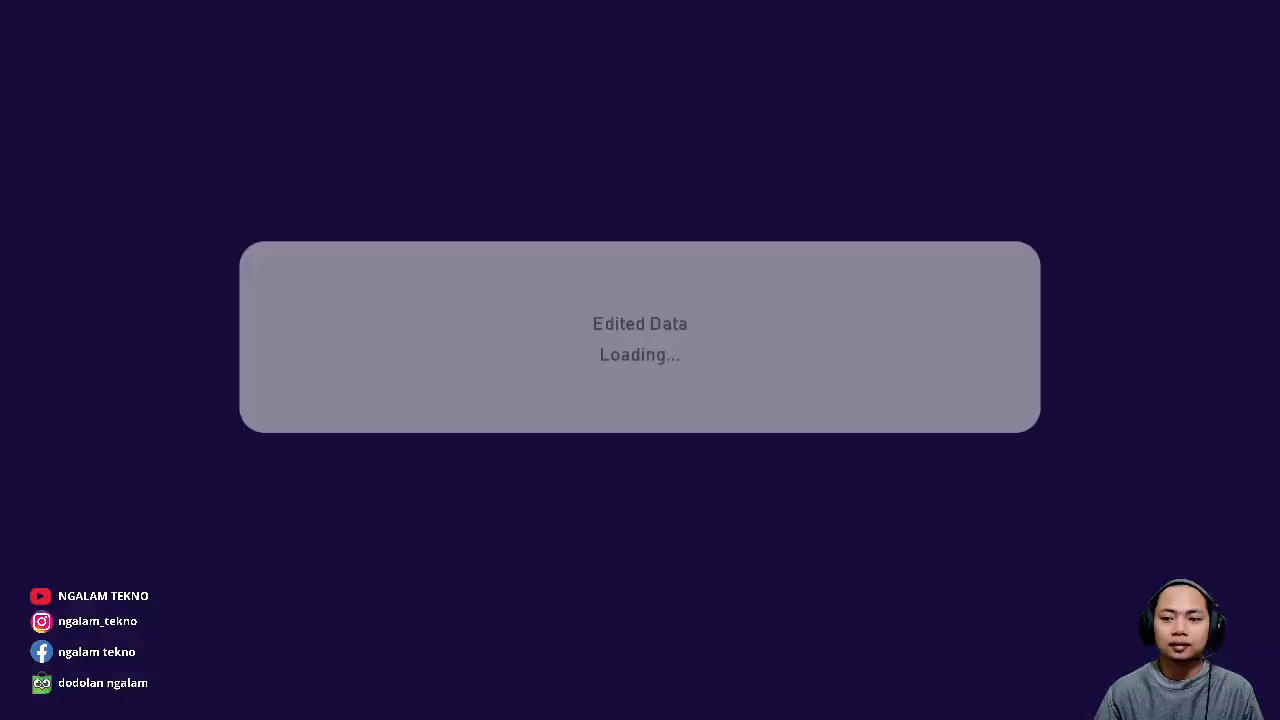 Edited Data
Loading...
NGALAM TEKNO
ngalam_tekno
ngalam tekno
dodolan ngalam